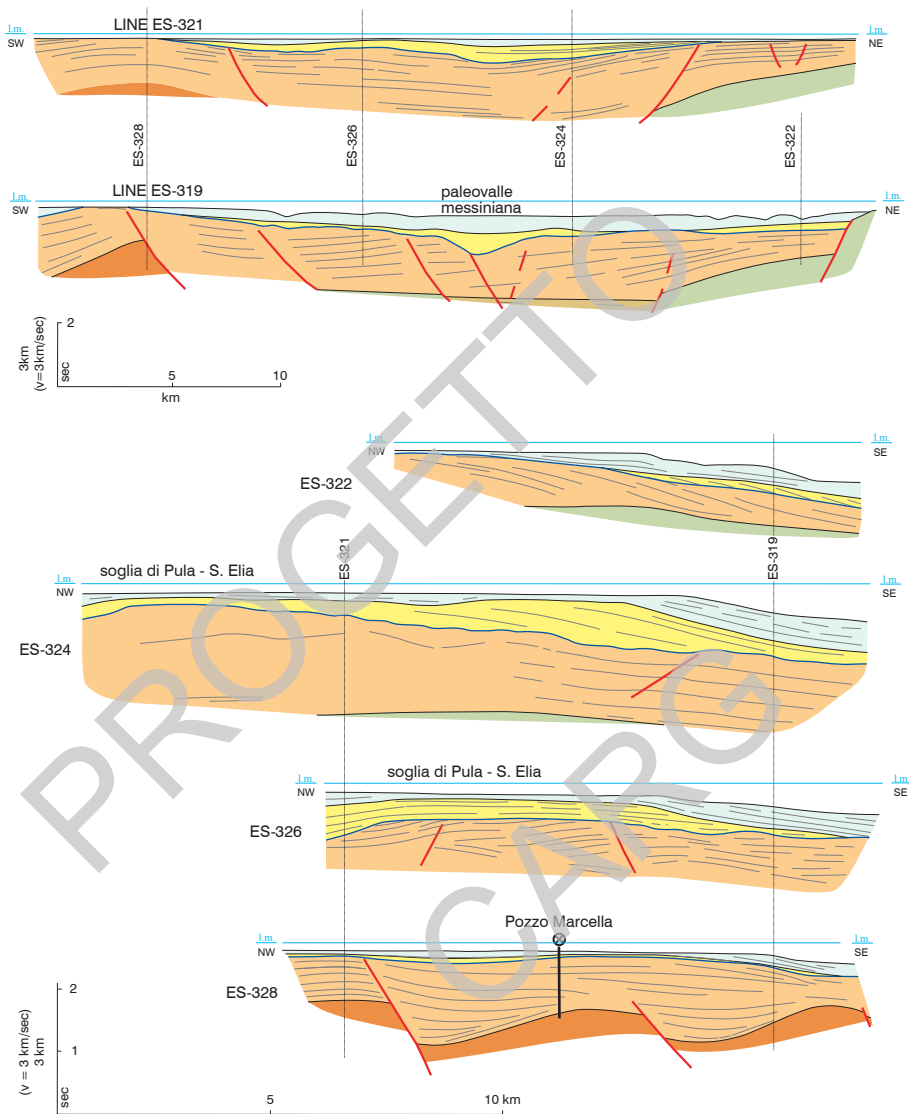 LINE ES-321
l.m.
SW
l.m.
NE
ES-328
ES-326
ES-324
ES-322
LINE ES-319
paleovalle
messiniana
l.m.
SW
l.m.
NE
2
3km
(v=3km/sec)
sec
5
10
km
l.m.
NW
l.m.
SE
ES-322
ES-321
ES-319
soglia di Pula - S. Elia
l.m.
NW
l.m.
SE
ES-324
soglia di Pula - S. Elia
l.m.
NW
l.m.
SE
ES-326
Pozzo Marcella
l.m.
NW
l.m.
SE
ES-328
2
1
(v = 3 km/sec)
3 km
sec
5
10 km
PROGETTO
CARG